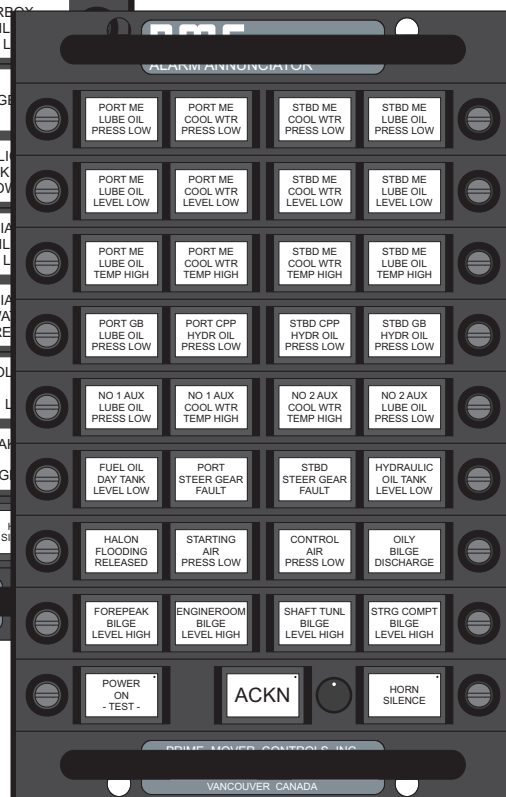 ALARM ANNUNCIATOR
PORT ME
LUBE OIL
PRESS LOW
PORT ME
COOL WTR
PRESS LOW
STBD ME
COOL WTR
PRESS LOW
STBD ME
LUBE OIL
PRESS LOW
PORT ME
LUBE OIL
LEVEL LOW
PORT ME
COOL WTR
LEVEL LOW
STBD ME
COOL WTR
LEVEL LOW
STBD ME
LUBE OIL
LEVEL LOW
PORT ME
LUBE OIL
TEMP HIGH
PORT ME
COOL WTR
TEMP HIGH
STBD ME
COOL WTR
TEMP HIGH
STBD ME
LUBE OIL
TEMP HIGH
PORT GB
LUBE OIL
PRESS LOW
PORT CPP
HYDR OIL
PRESS LOW
STBD CPP
HYDR OIL
PRESS LOW
STBD GB
HYDR OIL
PRESS LOW
NO 1 AUX
LUBE OIL
PRESS LOW
NO 1 AUX
COOL WTR
TEMP HIGH
NO 2 AUX
COOL WTR
TEMP HIGH
NO 2 AUX
LUBE OIL
PRESS LOW
FUEL OIL
DAY TANK
LEVEL LOW
PORT
STEER GEAR
FAULT
STBD
STEER GEAR
FAULT
HYDRAULIC
OIL TANK
LEVEL LOW
HALON
FLOODING
RELEASED
STARTING
AIR
PRESS LOW
CONTROL
AIR
PRESS LOW
OILY
BILGE
DISCHARGE
FOREPEAK
BILGE
LEVEL HIGH
ENGINEROOM
BILGE
LEVEL HIGH
SHAFT TUNL
BILGE
LEVEL HIGH
STRG COMPT
BILGE
LEVEL HIGH
POWER
ON
- TEST -
ACKN
HORN
SILENCE
PRIME MOVER CONTROLS INC
VANCOUVER CANADA